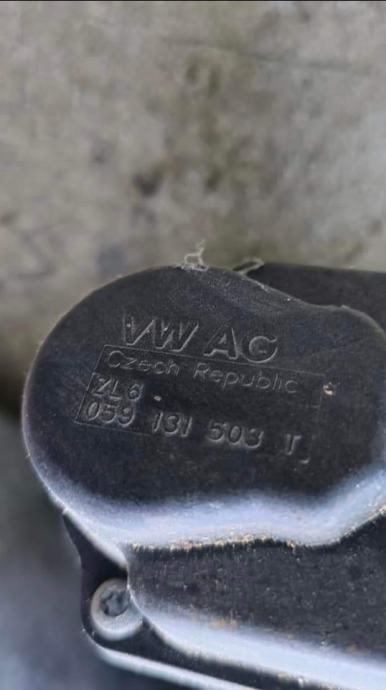 VW AG
Czech Republic
ZL6
059 131 503 T